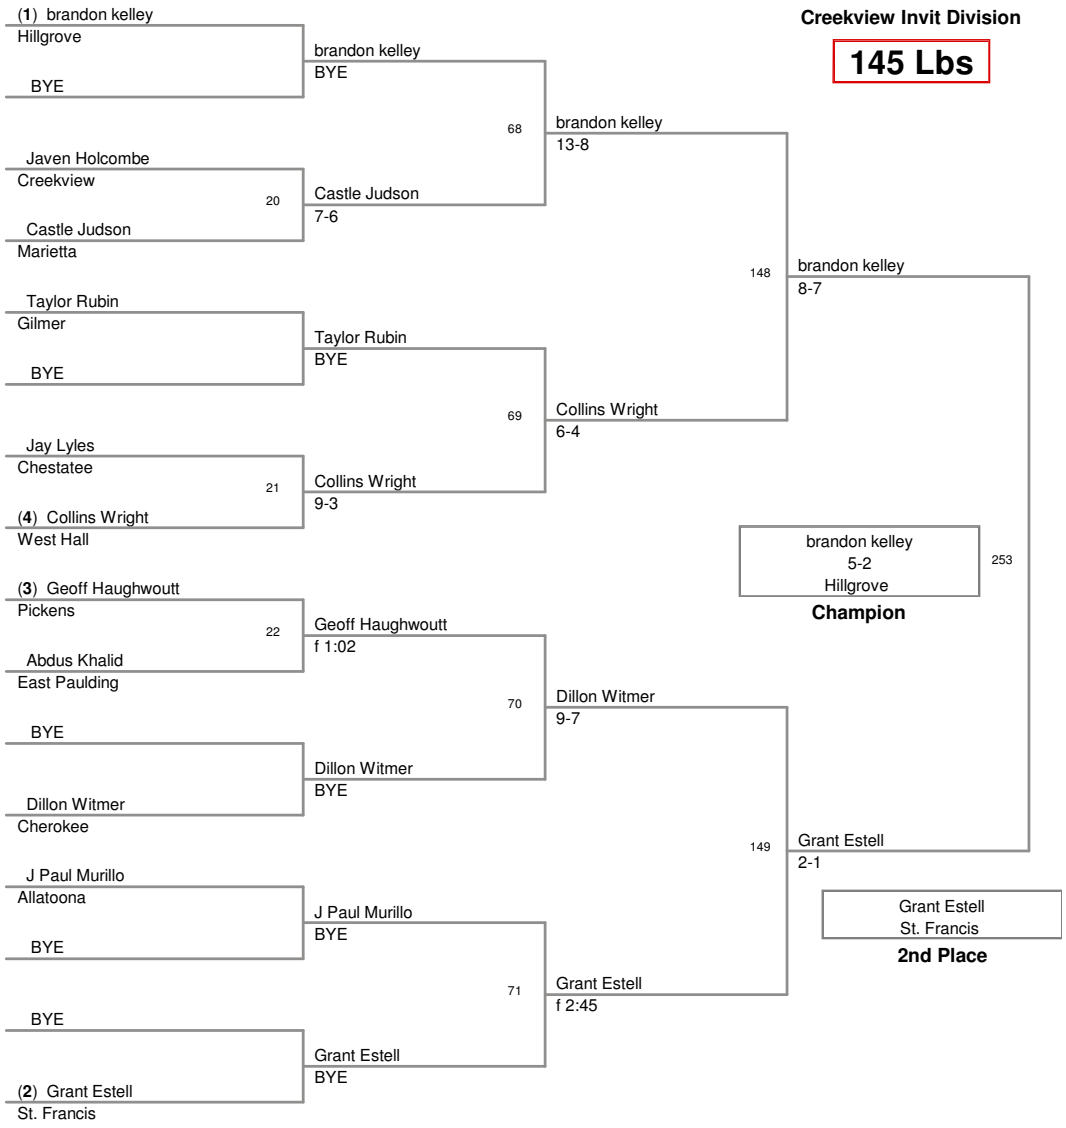 Creekview Invit Division
145 Lbs
(1) brandon kelley
Hillgrove
BYE
Javen Holcombe
Creekview
20
Castle Judson
Marietta
Taylor Rubin
Gilmer
BYE
Jay Lyles
Chestatee
21
(4) Collins Wright
West Hall
(3) Geoff Haughwoutt
Pickens
22
Abdus Khalid
East Paulding
BYE
Dillon Witmer
Cherokee
J Paul Murillo
Allatoona
BYE
BYE
(2) Grant Estell
St. Francis
brandon kelley
BYE
68
Castle Judson
7-6
Taylor Rubin
BYE
69
Collins Wright
9-3
Geoff Haughwoutt
f 1:02
70
Dillon Witmer
BYE
J Paul Murillo
BYE
71
Grant Estell
BYE
brandon kelley
13-8
148
Collins Wright
6-4
Dillon Witmer
9-7
149
Grant Estell
f 2:45
brandon kelley
8-7
253
Grant Estell
2-1
brandon kelley
5-2
Hillgrove
Champion
Grant Estell
St. Francis
2nd Place